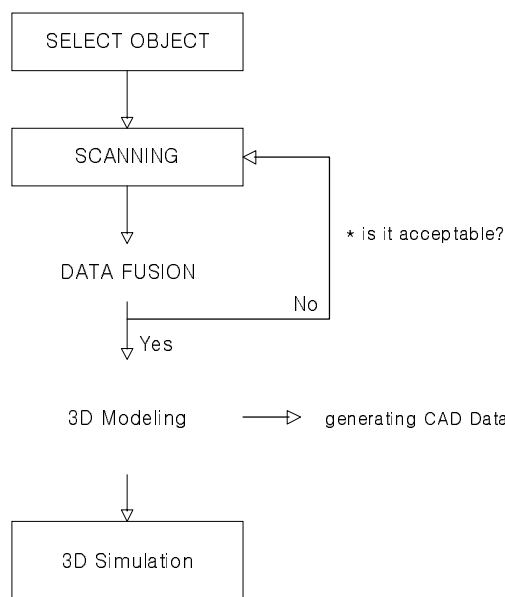 SELECT OBJECT
SCANNING
* is it acceptable?
DATA FUSION
No
Yes
3D Modeling
generating CAD Data
3D Simulation